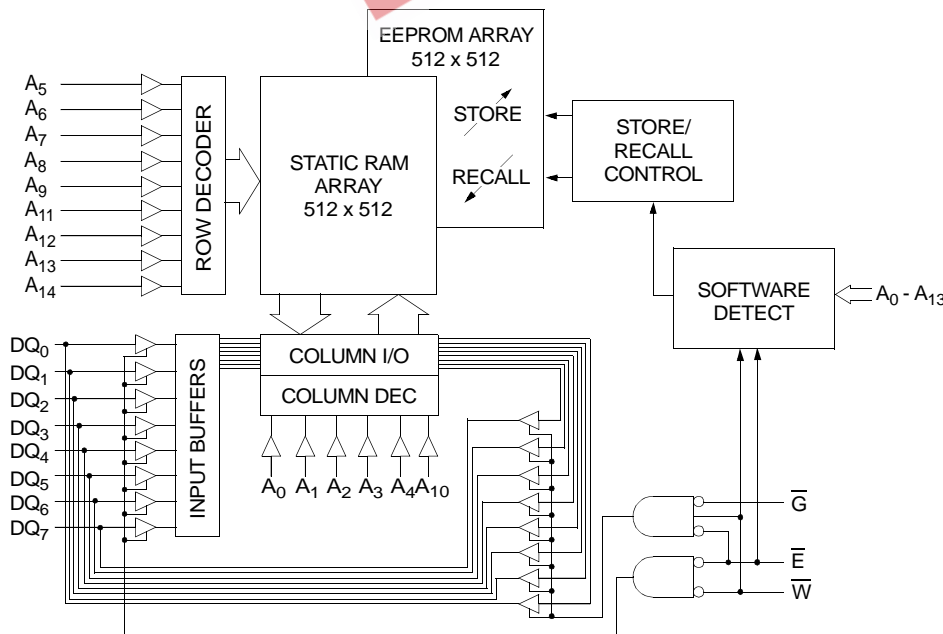 EEPROM ARRAY
512 x 512
STORE
RECALL
STATIC RAM
ARRAY
512 x 512
STORE/
RECALL
CONTROL
SOFTWARE
DETECT
A₀ - A₁₃
A₅
A₆
A₇
A₈
A₉
A₁₁
A₁₂
A₁₃
A₁₄
ROW DECODER
DQ₀
DQ₁
DQ₂
DQ₃
DQ₄
DQ₅
DQ₆
DQ₇
INPUT BUFFERS
COLUMN I/O
COLUMN DEC
A₀ A₁ A₂ A₃ A₄ A₁₀
G̅
E̅
W̅